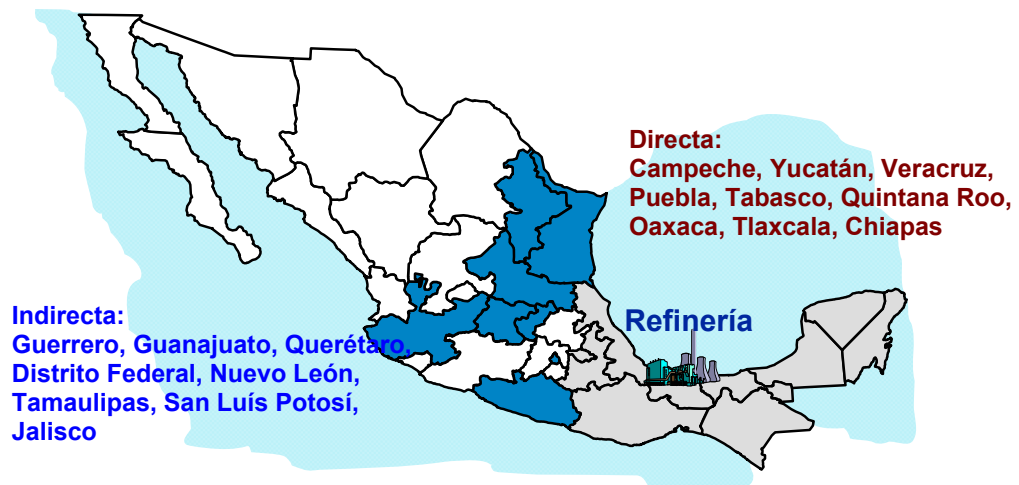 Directa:
Campeche, Yucatán, Veracruz,
Puebla, Tabasco, Quintana Roo,
Oaxaca, Tlaxcala, Chiapas
Refinería
Indirecta:
Guerrero, Guanajuato, Querétaro,
Distrito Federal, Nuevo León,
Tamaulipas, San Luís Potosí,
Jalisco